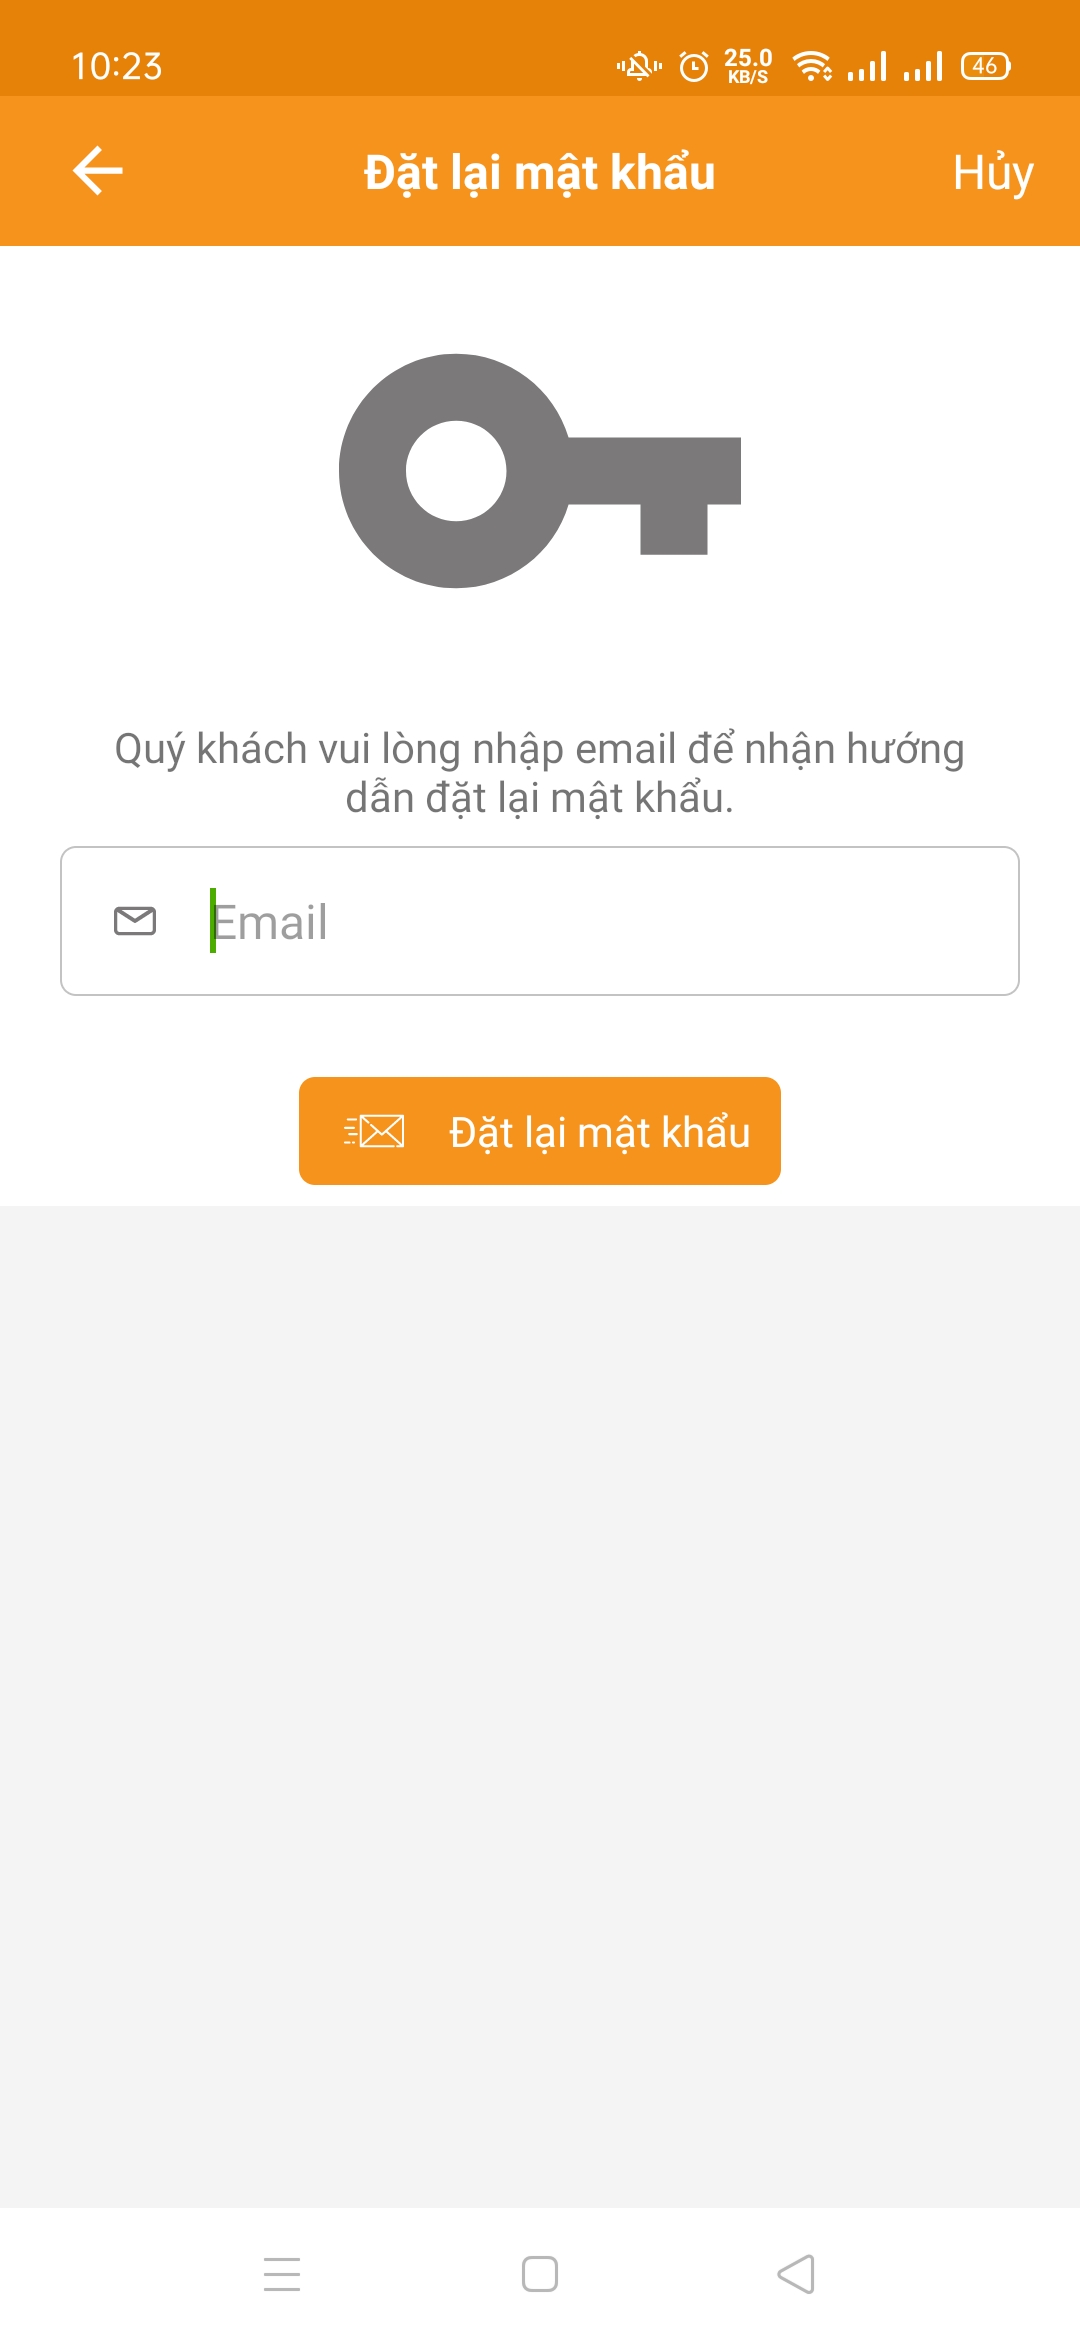 10:23
25.0
KB/S
46
Đặt lại mật khẩu
Hủy
Quý khách vui lòng nhập email để nhận hướng
dẫn đặt lại mật khẩu.
Email
Đặt lại mật khẩu